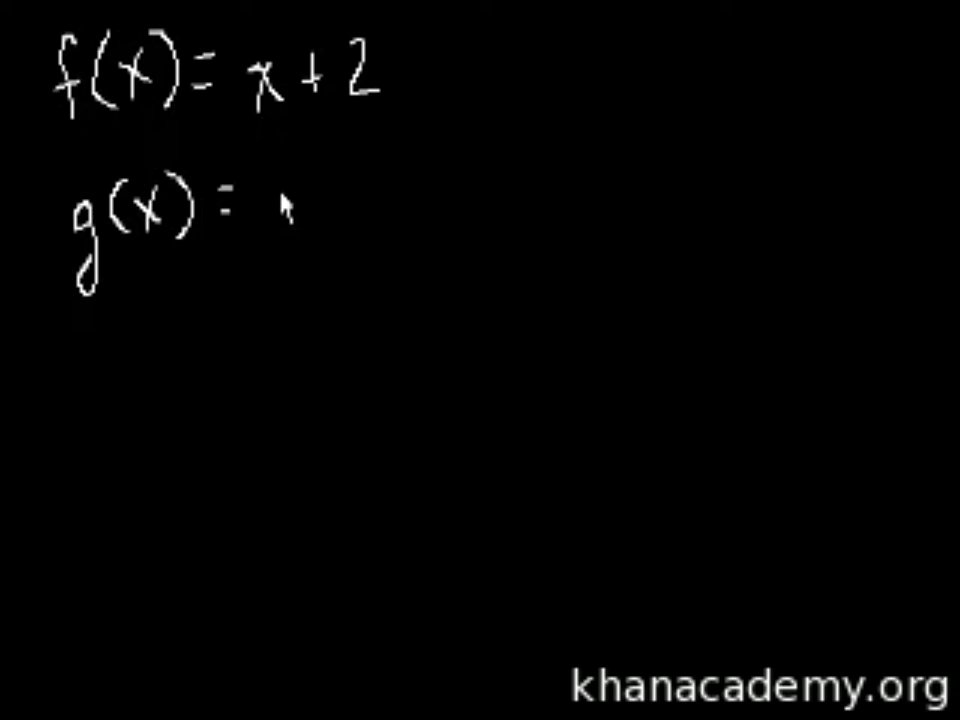 f(x) = x + 2
g(x) =
khanacademy.org